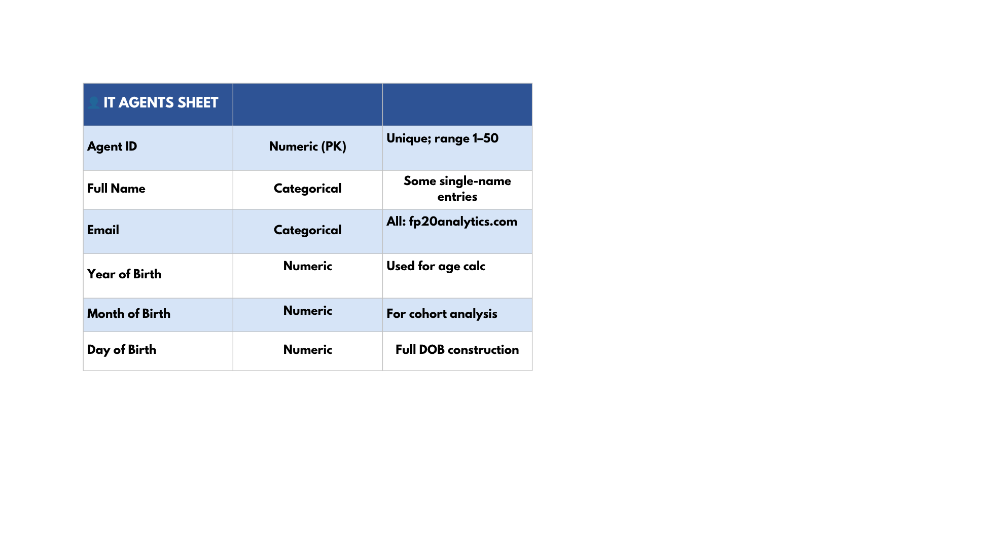 👤 IT AGENTS SHEET
Agent ID
Numeric (PK)
Unique; range 1–50
Full Name
Categorical
Some single-name
entries
Email
Categorical
All: fp20analytics.com
Year of Birth
Numeric
Used for age calc
Month of Birth
Numeric
For cohort analysis
Day of Birth
Numeric
Full DOB construction